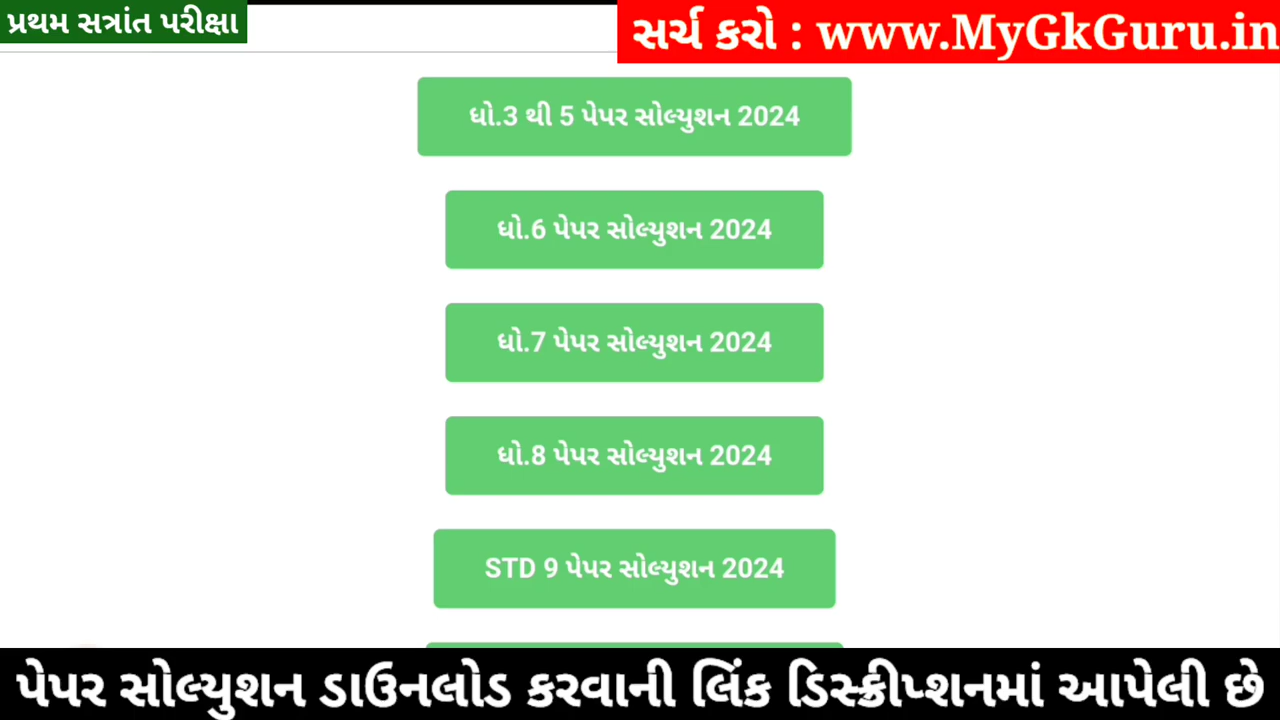 પ્રથમ સત્રાંત પરીક્ષા
સર્ચ કરો : www.MyGkGuru.in
ધો.3 થી 5 પેપર સોલ્યુશન 2024
ધો.6 પેપર સોલ્યુશન 2024
ધો.7 પેપર સોલ્યુશન 2024
ધો.8 પેપર સોલ્યુશન 2024
STD 9 પેપર સોલ્યુશન 2024
પેપર સોલ્યુશન ડાઉનલોડ કરવાની લિંક ડિસ્ક્રીપ્શનમાં આપેલી છે